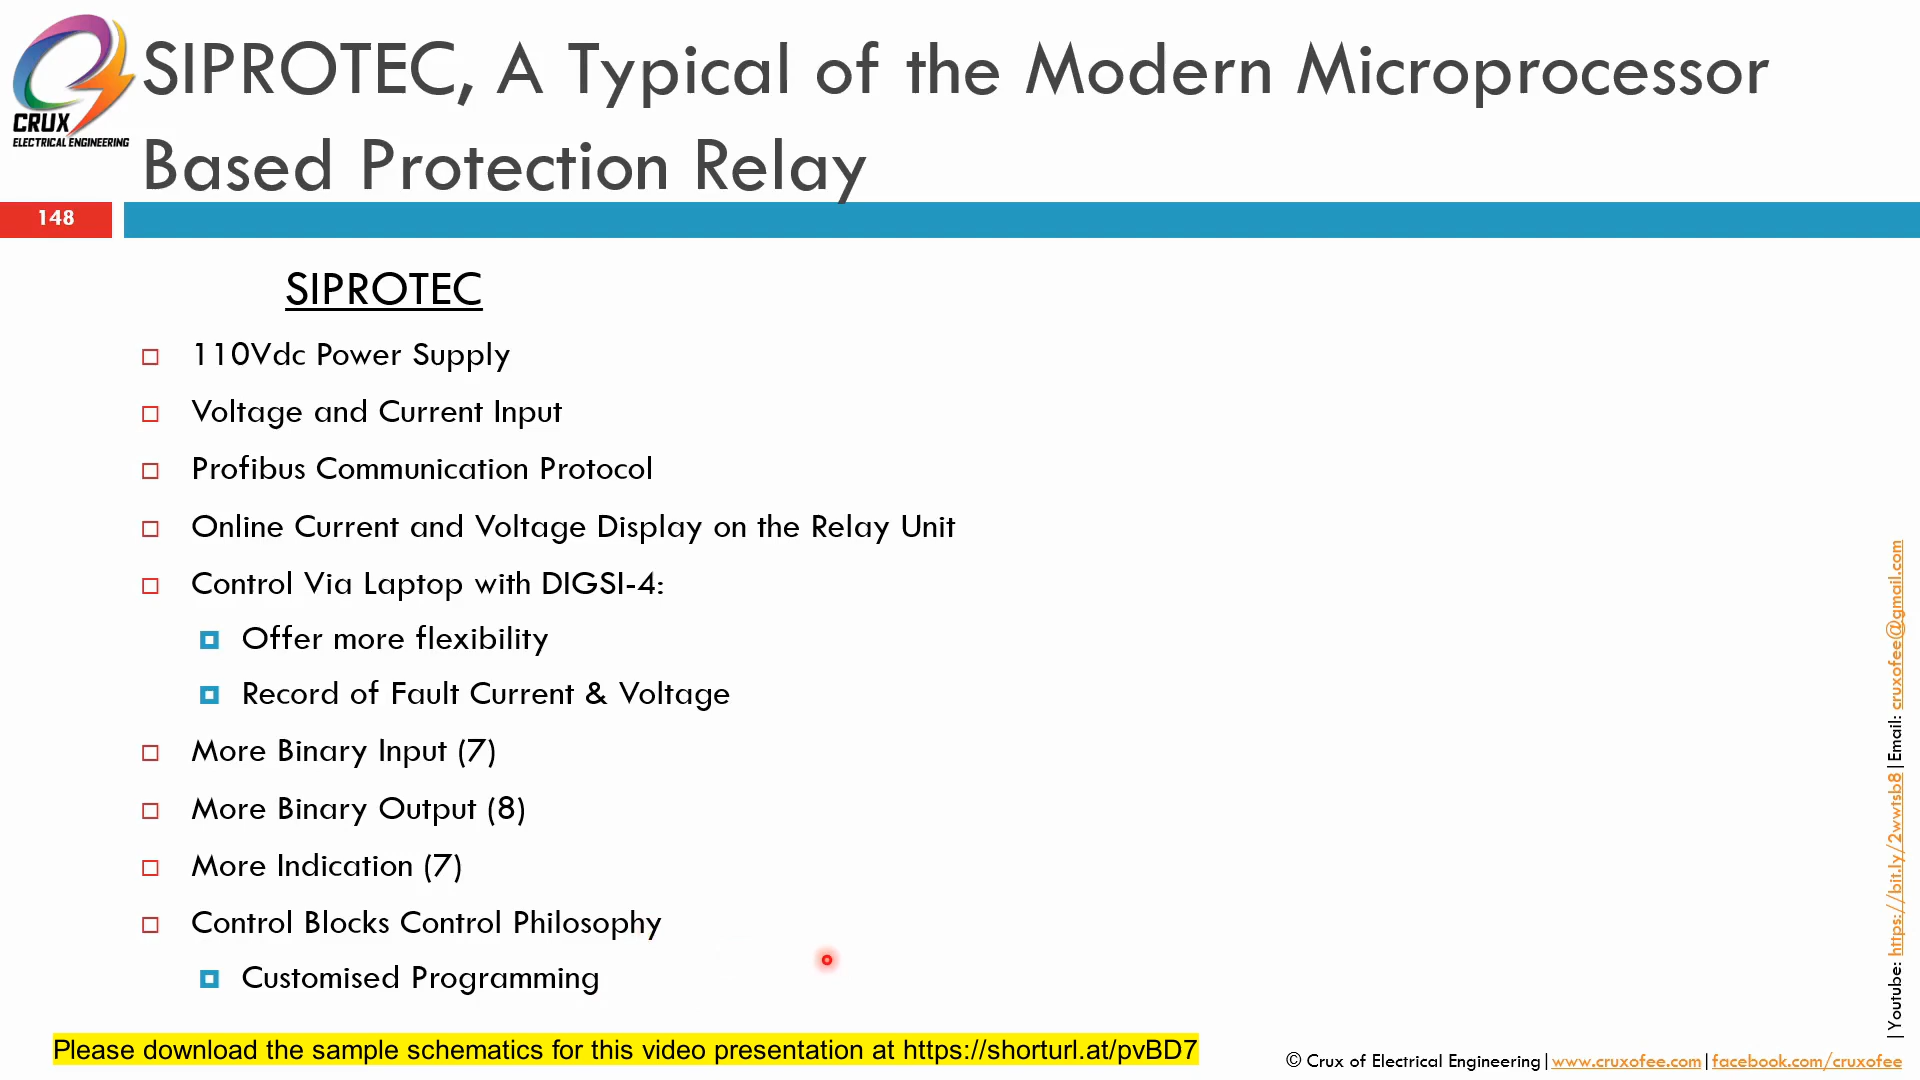 CRUX
ELECTRICAL ENGINEERING
SIPROTEC, A Typical of the Modern Microprocessor
Based Protection Relay
148
SIPROTEC
110Vdc Power Supply
Voltage and Current Input
Profibus Communication Protocol
Online Current and Voltage Display on the Relay Unit
Control Via Laptop with DIGSI-4:
Offer more flexibility
Record of Fault Current & Voltage
More Binary Input (7)
More Binary Output (8)
More Indication (7)
Control Blocks Control Philosophy
Customised Programming
Please download the sample schematics for this video presentation at https://shorturl.at/pvBD7
© Crux of Electrical Engineering|www.cruxofee.com|facebook.com/cruxofee
|Youtube: https://bit.ly/2wwtsb8|Email: cruxofee@gmail.com